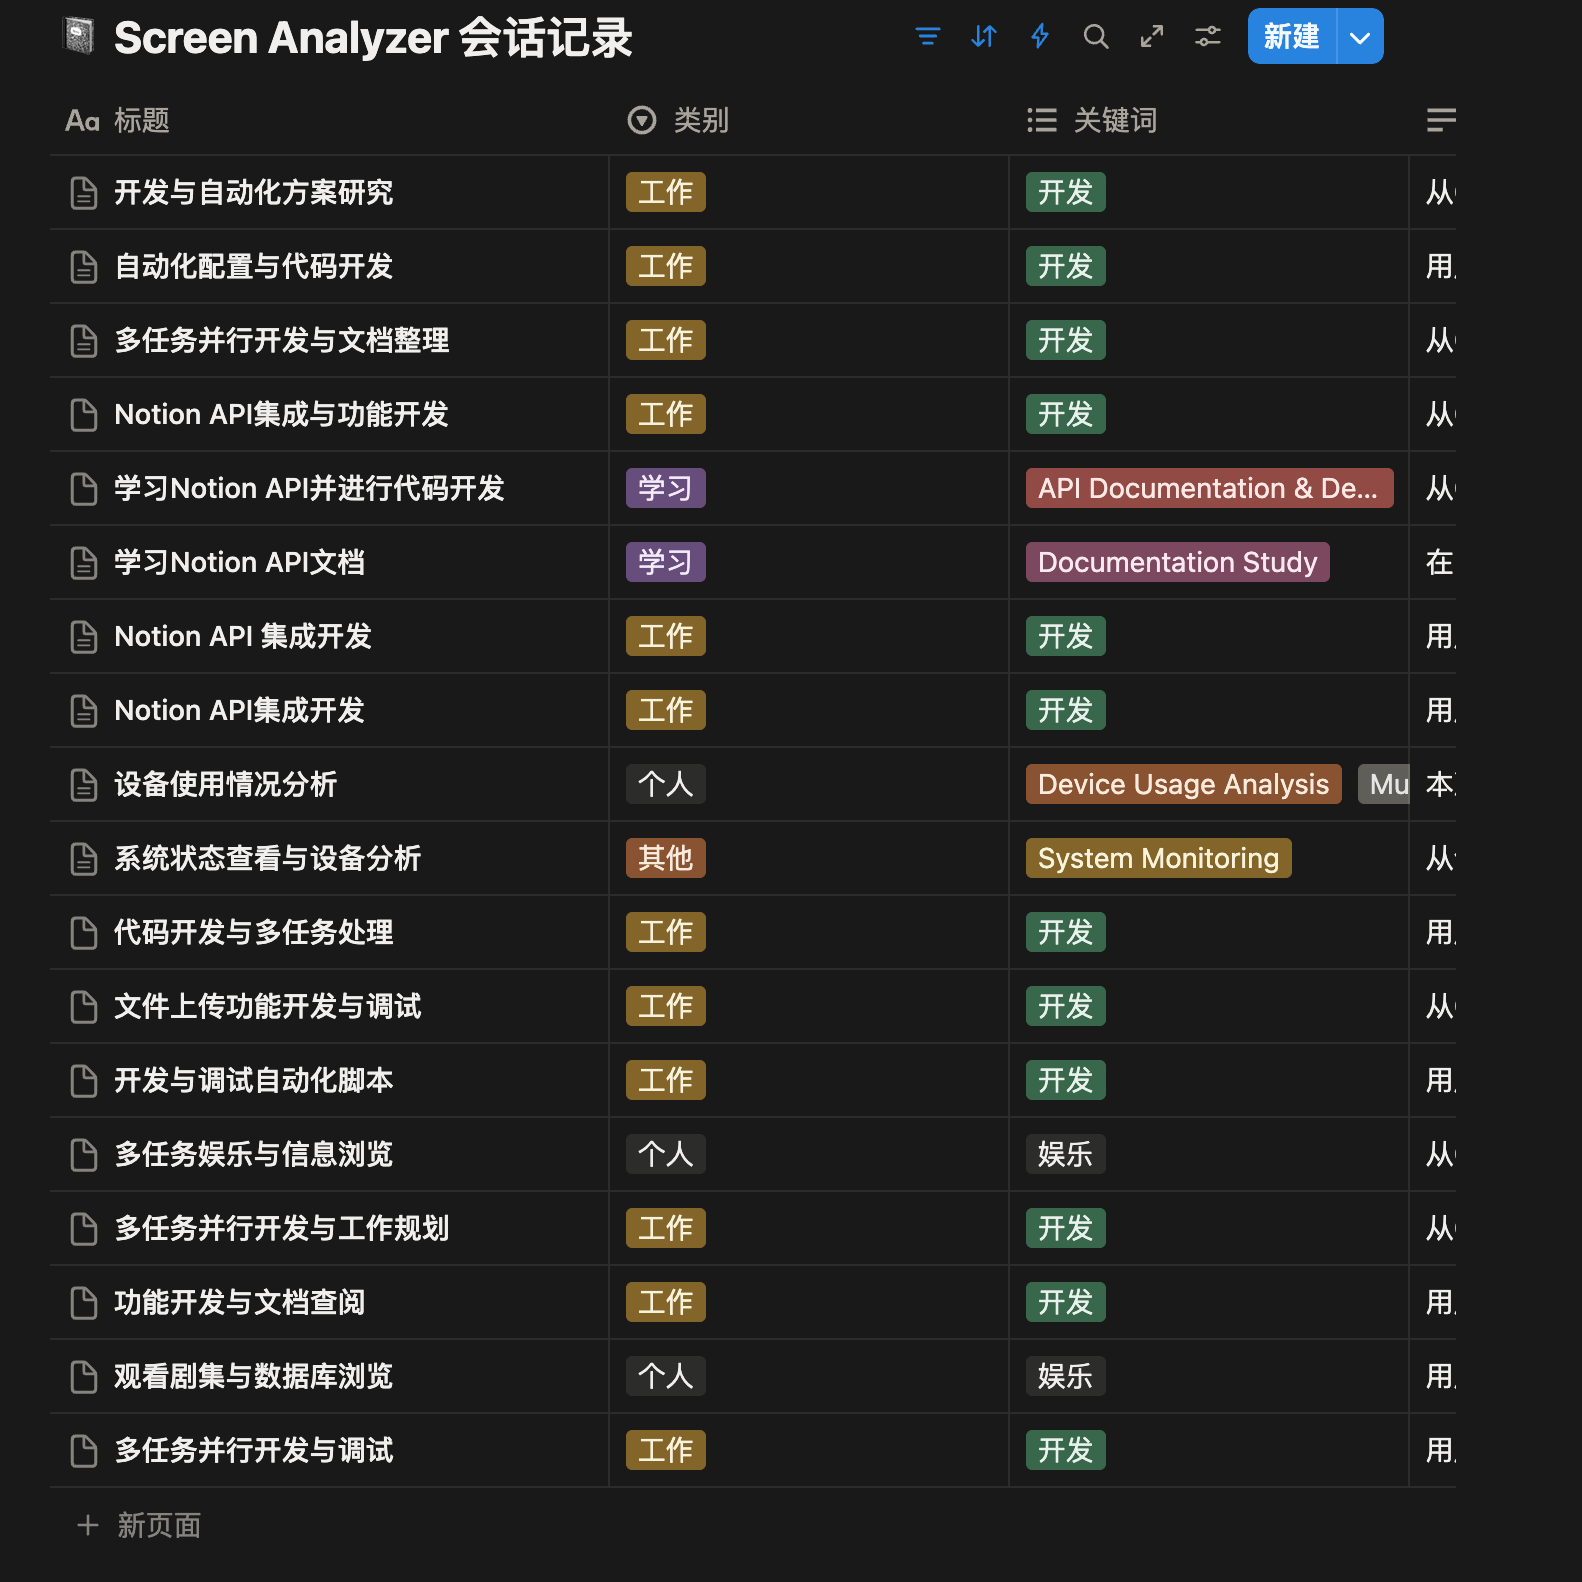 Screen Analyzer 会话记录
新建
Aa 标题 类别 关键词
开发与自动化方案研究 工作 开发 从
自动化配置与代码开发 工作 开发 用
多任务并行开发与文档整理 工作 开发 从
Notion API集成与功能开发 工作 开发 从
学习Notion API并进行代码开发 学习 API Documentation & De... 从
学习Notion API文档 学习 Documentation Study 在
Notion API 集成开发 工作 开发 用
Notion API集成开发 工作 开发 用
设备使用情况分析 个人 Device Usage Analysis Mu 本
系统状态查看与设备分析 其他 System Monitoring 从
代码开发与多任务处理 工作 开发 用
文件上传功能开发与调试 工作 开发 从
开发与调试自动化脚本 工作 开发 用
多任务娱乐与信息浏览 个人 娱乐 从
多任务并行开发与工作规划 工作 开发 从
功能开发与文档查阅 工作 开发 用
观看剧集与数据库浏览 个人 娱乐 用
多任务并行开发与调试 工作 开发 用
+ 新页面